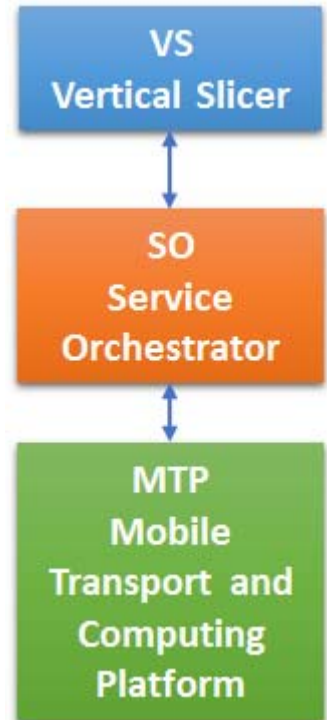 VS
Vertical Slicer
SO
Service
Orchestrator
MTP
Mobile
Transport and
Computing
Platform